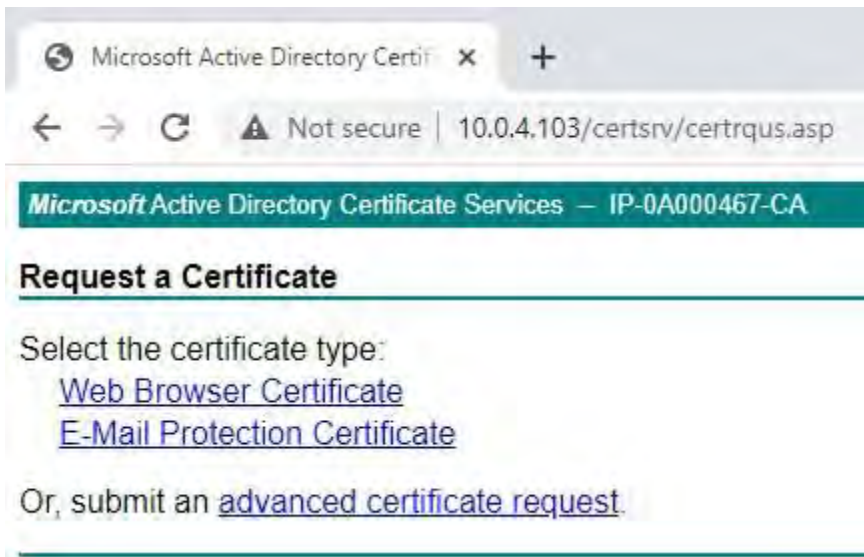 Microsoft Active Directory Certif
Not secure | 10.0.4.103/certsrv/certrqus.asp
Microsoft Active Directory Certificate Services – IP-0A000467-CA
Request a Certificate
Select the certificate type:
Web Browser Certificate
E-Mail Protection Certificate
Or, submit an advanced certificate request.